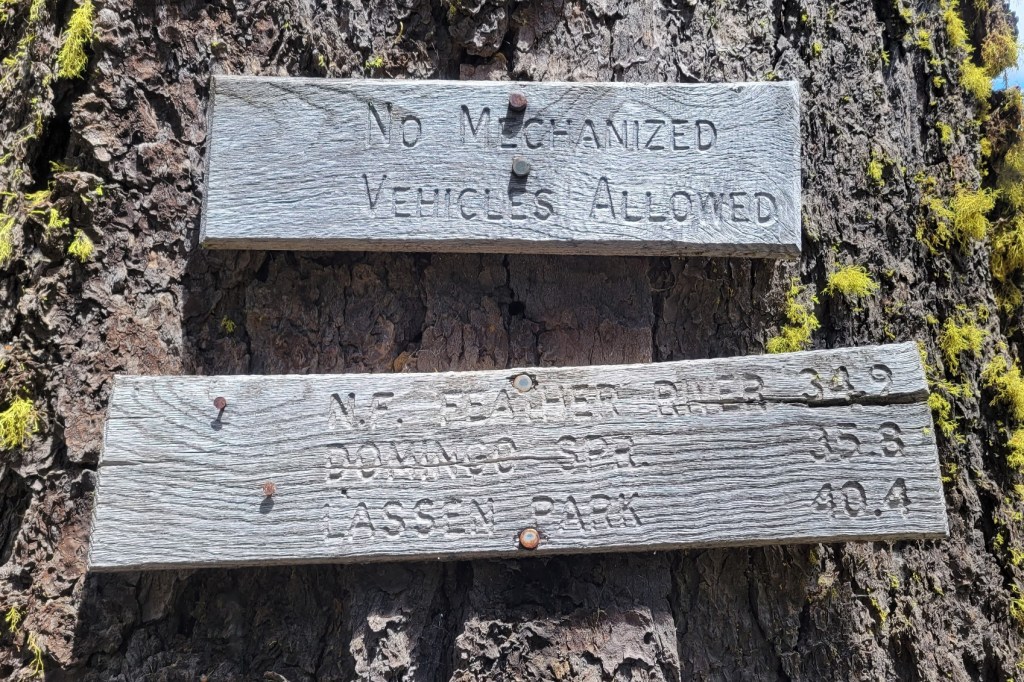 No Mechanized
Vehicles Allowed
N.F. FEATHER RIVER 34.9
DOMINGO SPR. 35.8
LASSEN PARK 40.4